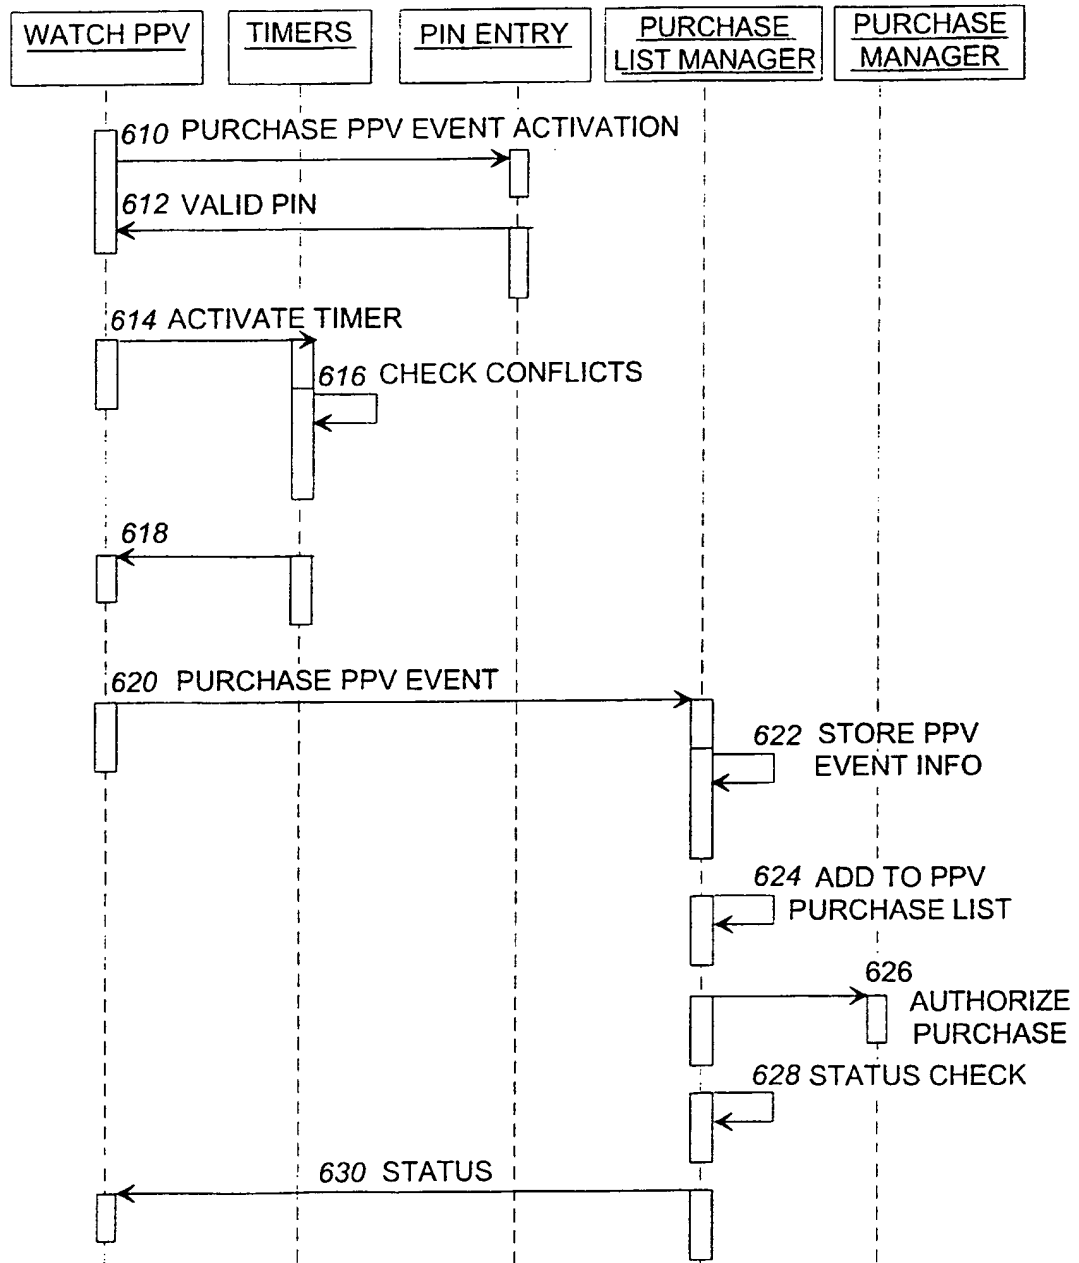 WATCH PPV
TIMERS
PIN ENTRY
PURCHASE
LIST MANAGER
PURCHASE
MANAGER
610 PURCHASE PPV EVENT ACTIVATION
612 VALID PIN
614 ACTIVATE TIMER
616 CHECK CONFLICTS
618
620 PURCHASE PPV EVENT
622 STORE PPV
EVENT INFO
624 ADD TO PPV
PURCHASE LIST
626
AUTHORIZE
PURCHASE
628 STATUS CHECK
630 STATUS